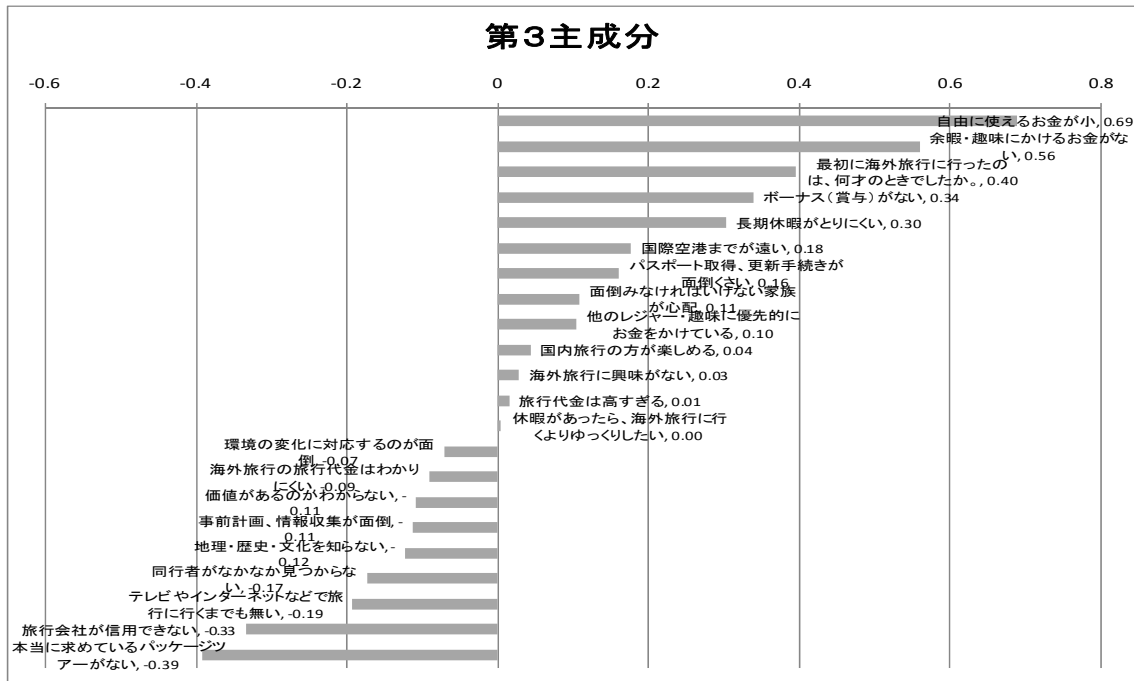 第３主成分
-0.6 -0.4 -0.2 0 0.2 0.4 0.6 0.8
自由に使えるお金が小, 0.69
余暇・趣味にかけるお金がな
い, 0.56
最初に海外旅行に行ったの
は、何才のときでしたか。, 0.40
ボーナス（賞与）がない, 0.34
長期休暇がとりにくい, 0.30
国際空港までが遠い, 0.18
パスポート取得、更新手続きが
面倒くさい, 0.16
面倒みなければいけない家族
が心配, 0.11
他のレジャー・趣味に優先的に
お金をかけている, 0.10
国内旅行の方が楽しめる, 0.04
海外旅行に興味がない, 0.03
旅行代金は高すぎる, 0.01
休暇があったら、海外旅行に行
くよりゆっくりしたい, 0.00
環境の変化に対応するのが面
倒, -0.07
海外旅行の旅行代金はわかり
にくい, -0.09
価値があるのかわからない, -
0.11
事前計画、情報収集が面倒, -
0.11
地理・歴史・文化を知らない, -
0.12
同行者がなかなか見つからな
い, -0.17
テレビやインターネットなどで旅
行に行くまでも無い, -0.19
旅行会社が信用できない, -0.33
本当に求めているパッケージツ
アーがない, -0.39